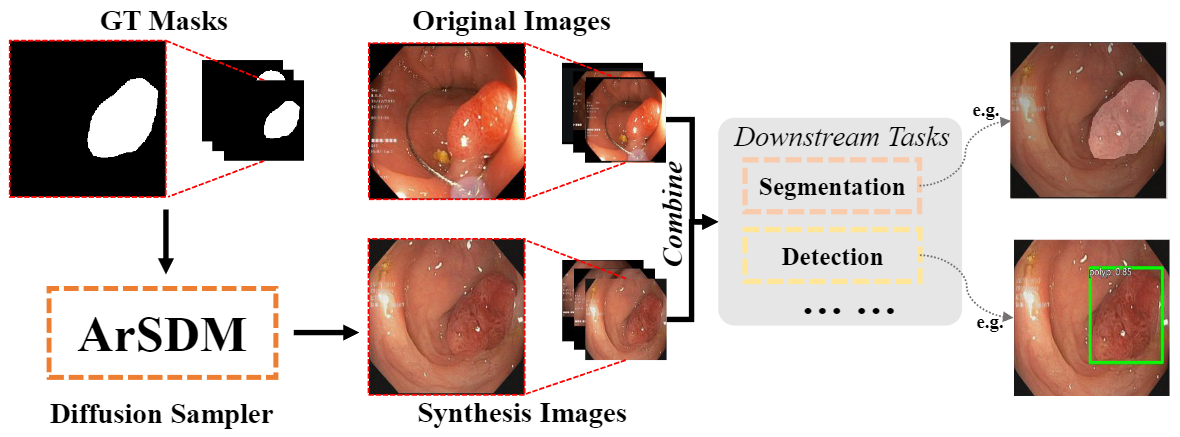 GT Masks
Original Images
Combine
Downstream Tasks
Segmentation
Detection
... ...
e.g.
e.g.
polyp 0.85
ArSDM
Diffusion Sampler
Synthesis Images